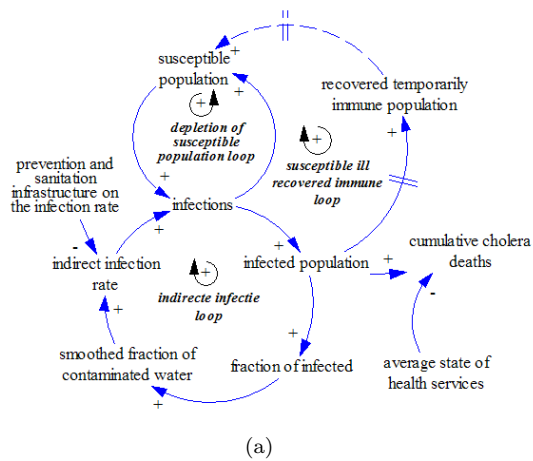 susceptible
population
+
+
recovered temporarily
immune population
+
+
depletion of
susceptible
population loop
+
susceptible ill
recovered immune
loop
+
prevention and
sanitation
infrastructure on
the infection rate
+
infections
-
+
+
indirect infection
rate
+
indirecte infectie
loop
infected population
+
cumulative cholera
deaths
+
-
+
smoothed fraction of
contaminated water
+
fraction of infected
average state of
health services
(a)